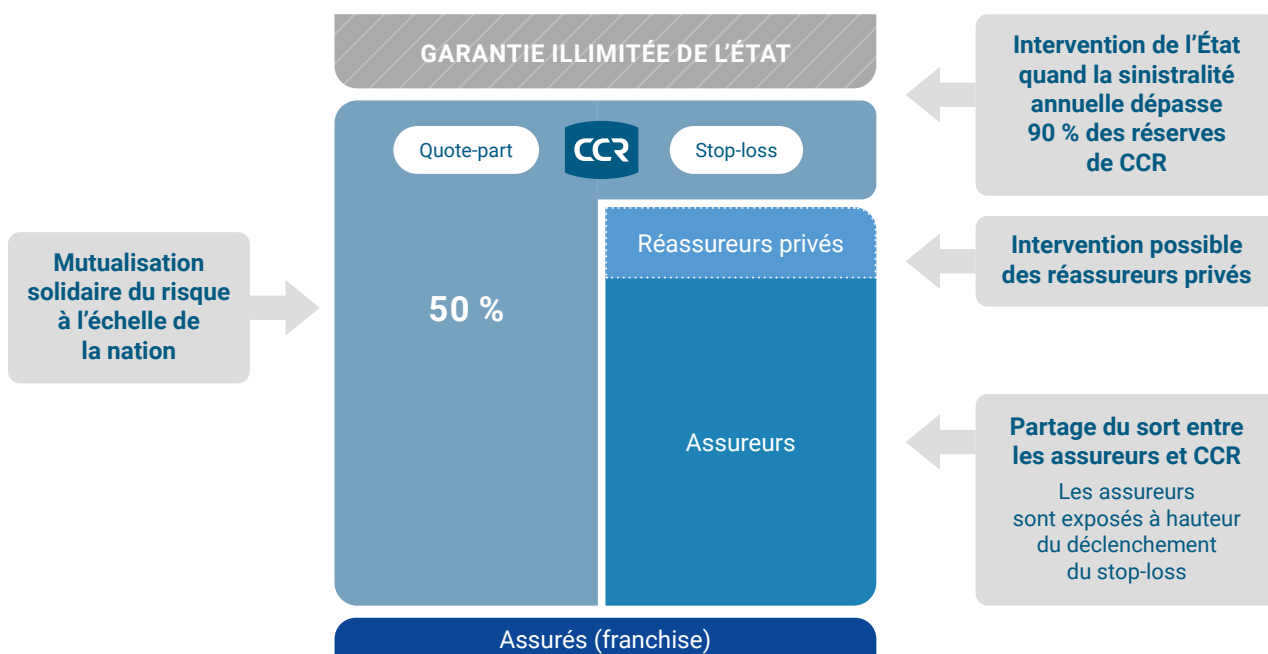 GARANTIE ILLIMITÉE DE L'ÉTAT
Quote-part
CCR
Stop-loss
Réassureurs privés
50 %
Assureurs
Assurés (franchise)
Mutualisation
solidaire du risque
à l'échelle de
la nation
Intervention de l'État
quand la sinistralité
annuelle dépasse
90 % des réserves
de CCR
Intervention possible
des réassureurs privés
Partage du sort entre
les assureurs et CCR
Les assureurs
sont exposés à hauteur
du déclenchement
du stop-loss